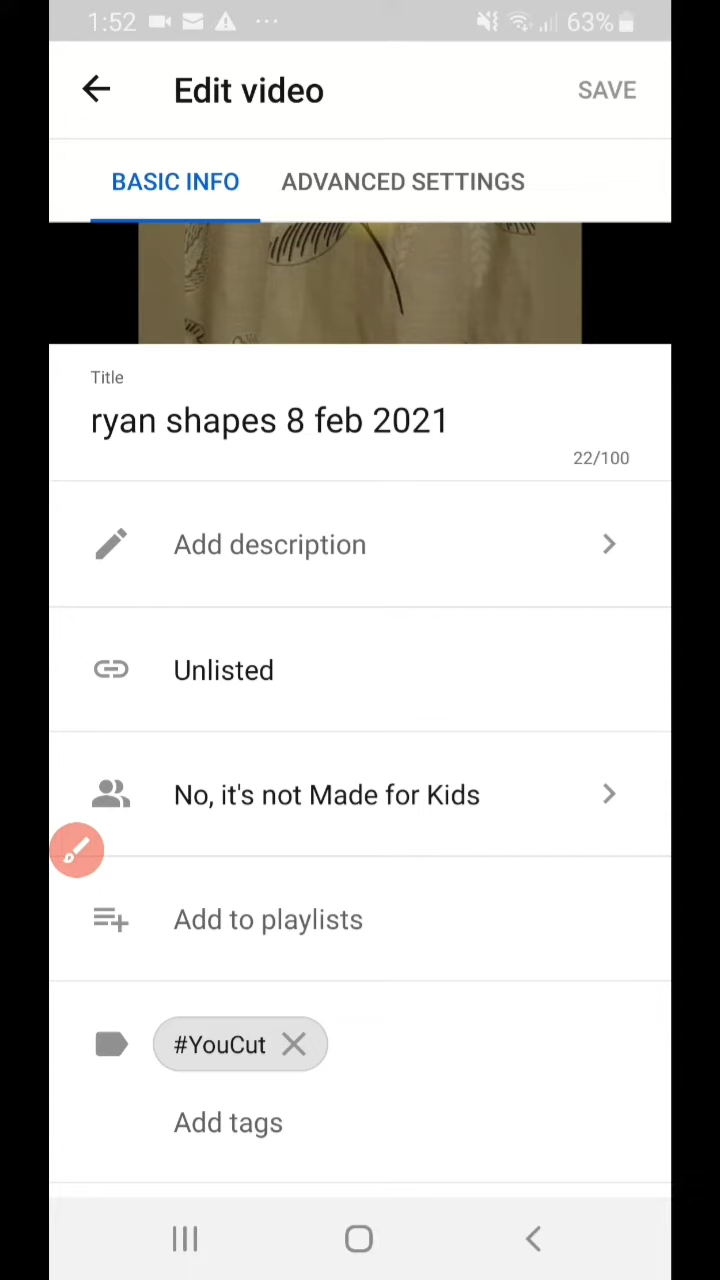 1:52
63%
Edit video
SAVE
BASIC INFO
ADVANCED SETTINGS
Title
ryan shapes 8 feb 2021
22/100
Add description
Unlisted
No, it's not Made for Kids
Add to playlists
#YouCut
Add tags